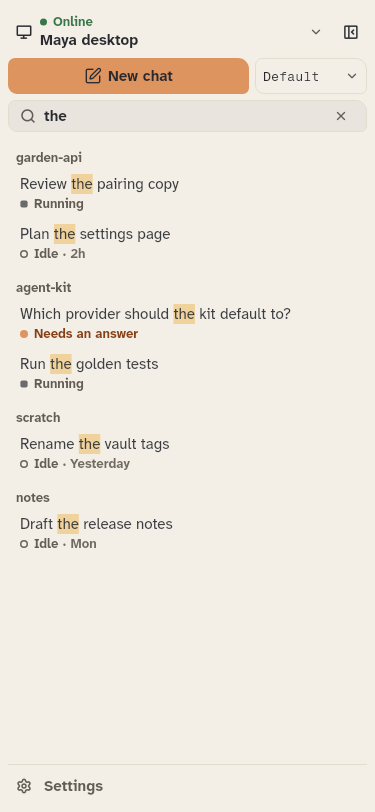 Online
Maya desktop
New chat
Default
the
garden-api
Review the pairing copy
Running
Plan the settings page
Idle · 2h
agent-kit
Which provider should the kit default to?
Needs an answer
Run the golden tests
Running
scratch
Rename the vault tags
Idle · Yesterday
notes
Draft the release notes
Idle · Mon
Settings